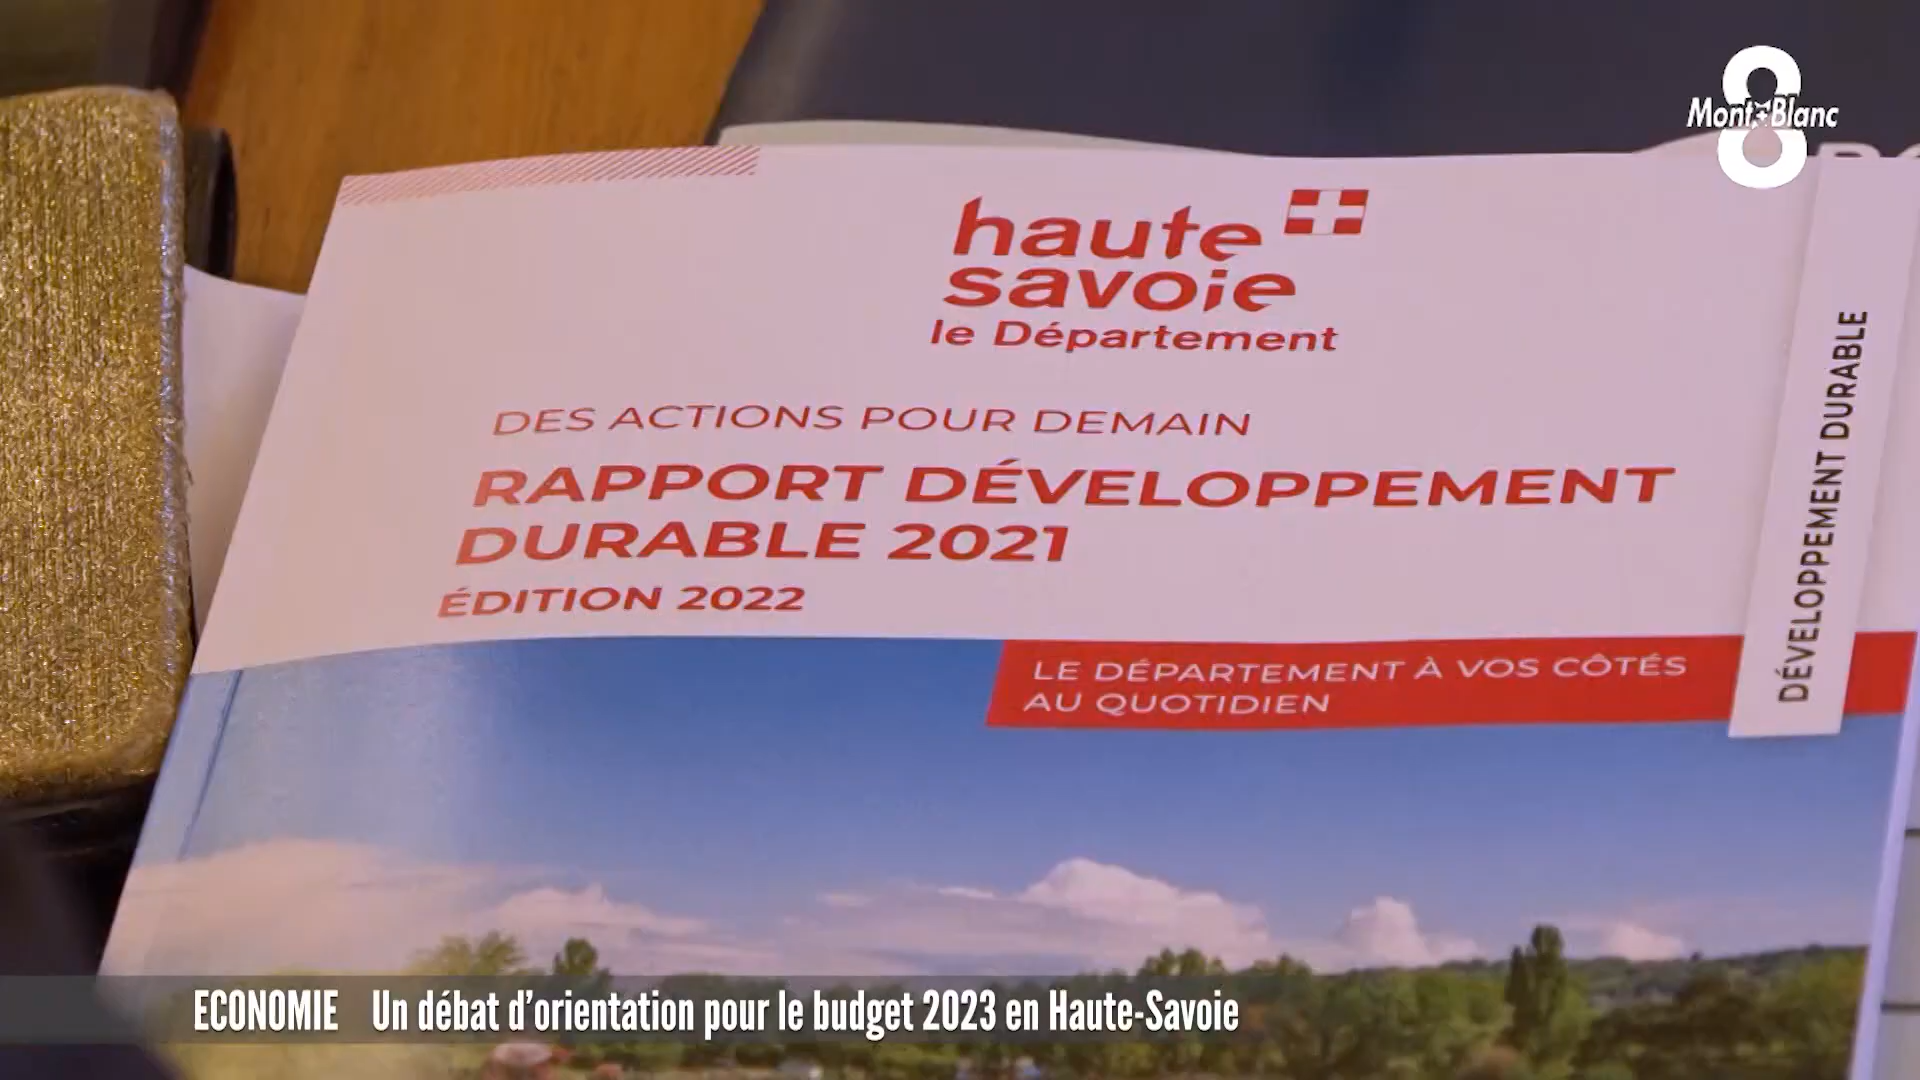 8
Mont-Blanc
haute
savoie
le Département
DES ACTIONS POUR DEMAIN
RAPPORT DÉVELOPPEMENT
DURABLE 2021
ÉDITION 2022
LE DÉPARTEMENT À VOS CÔTÉS
AU QUOTIDIEN
DÉVELOPPEMENT DURABLE
ECONOMIE Un débat d'orientation pour le budget 2023 en Haute-Savoie